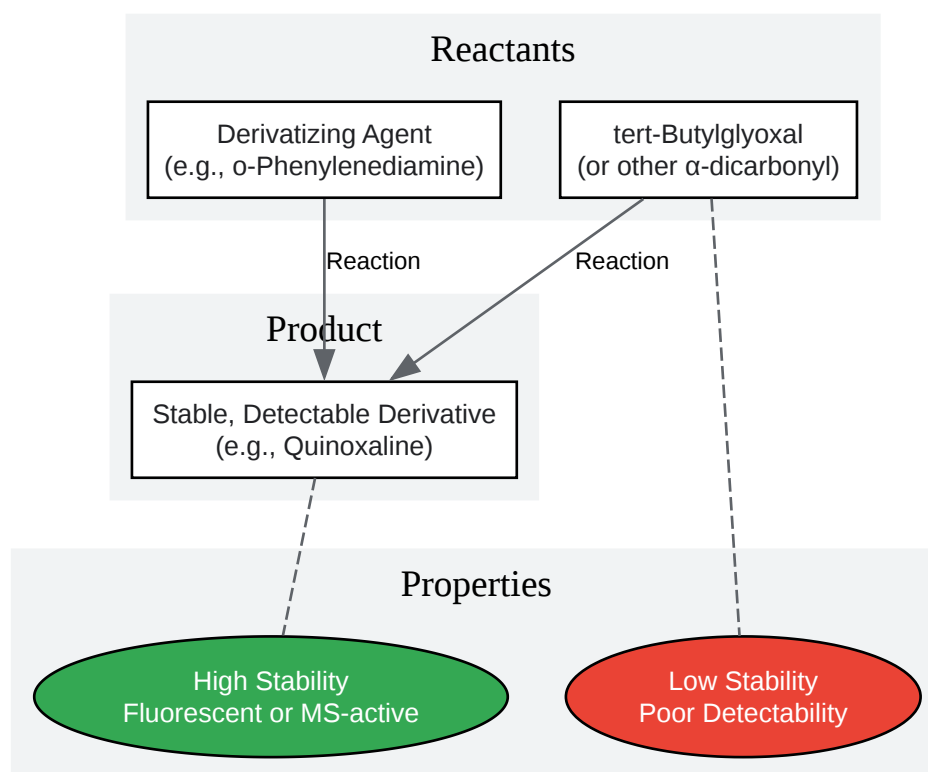 Reactants
Derivatizing Agent
(e.g., o-Phenylenediamine)
tert-Butylglyoxal
(or other α-dicarbonyl)
Reaction
Reaction
Product
Stable, Detectable Derivative
(e.g., Quinoxaline)
Properties
High Stability
Fluorescent or MS-active
Low Stability
Poor Detectability